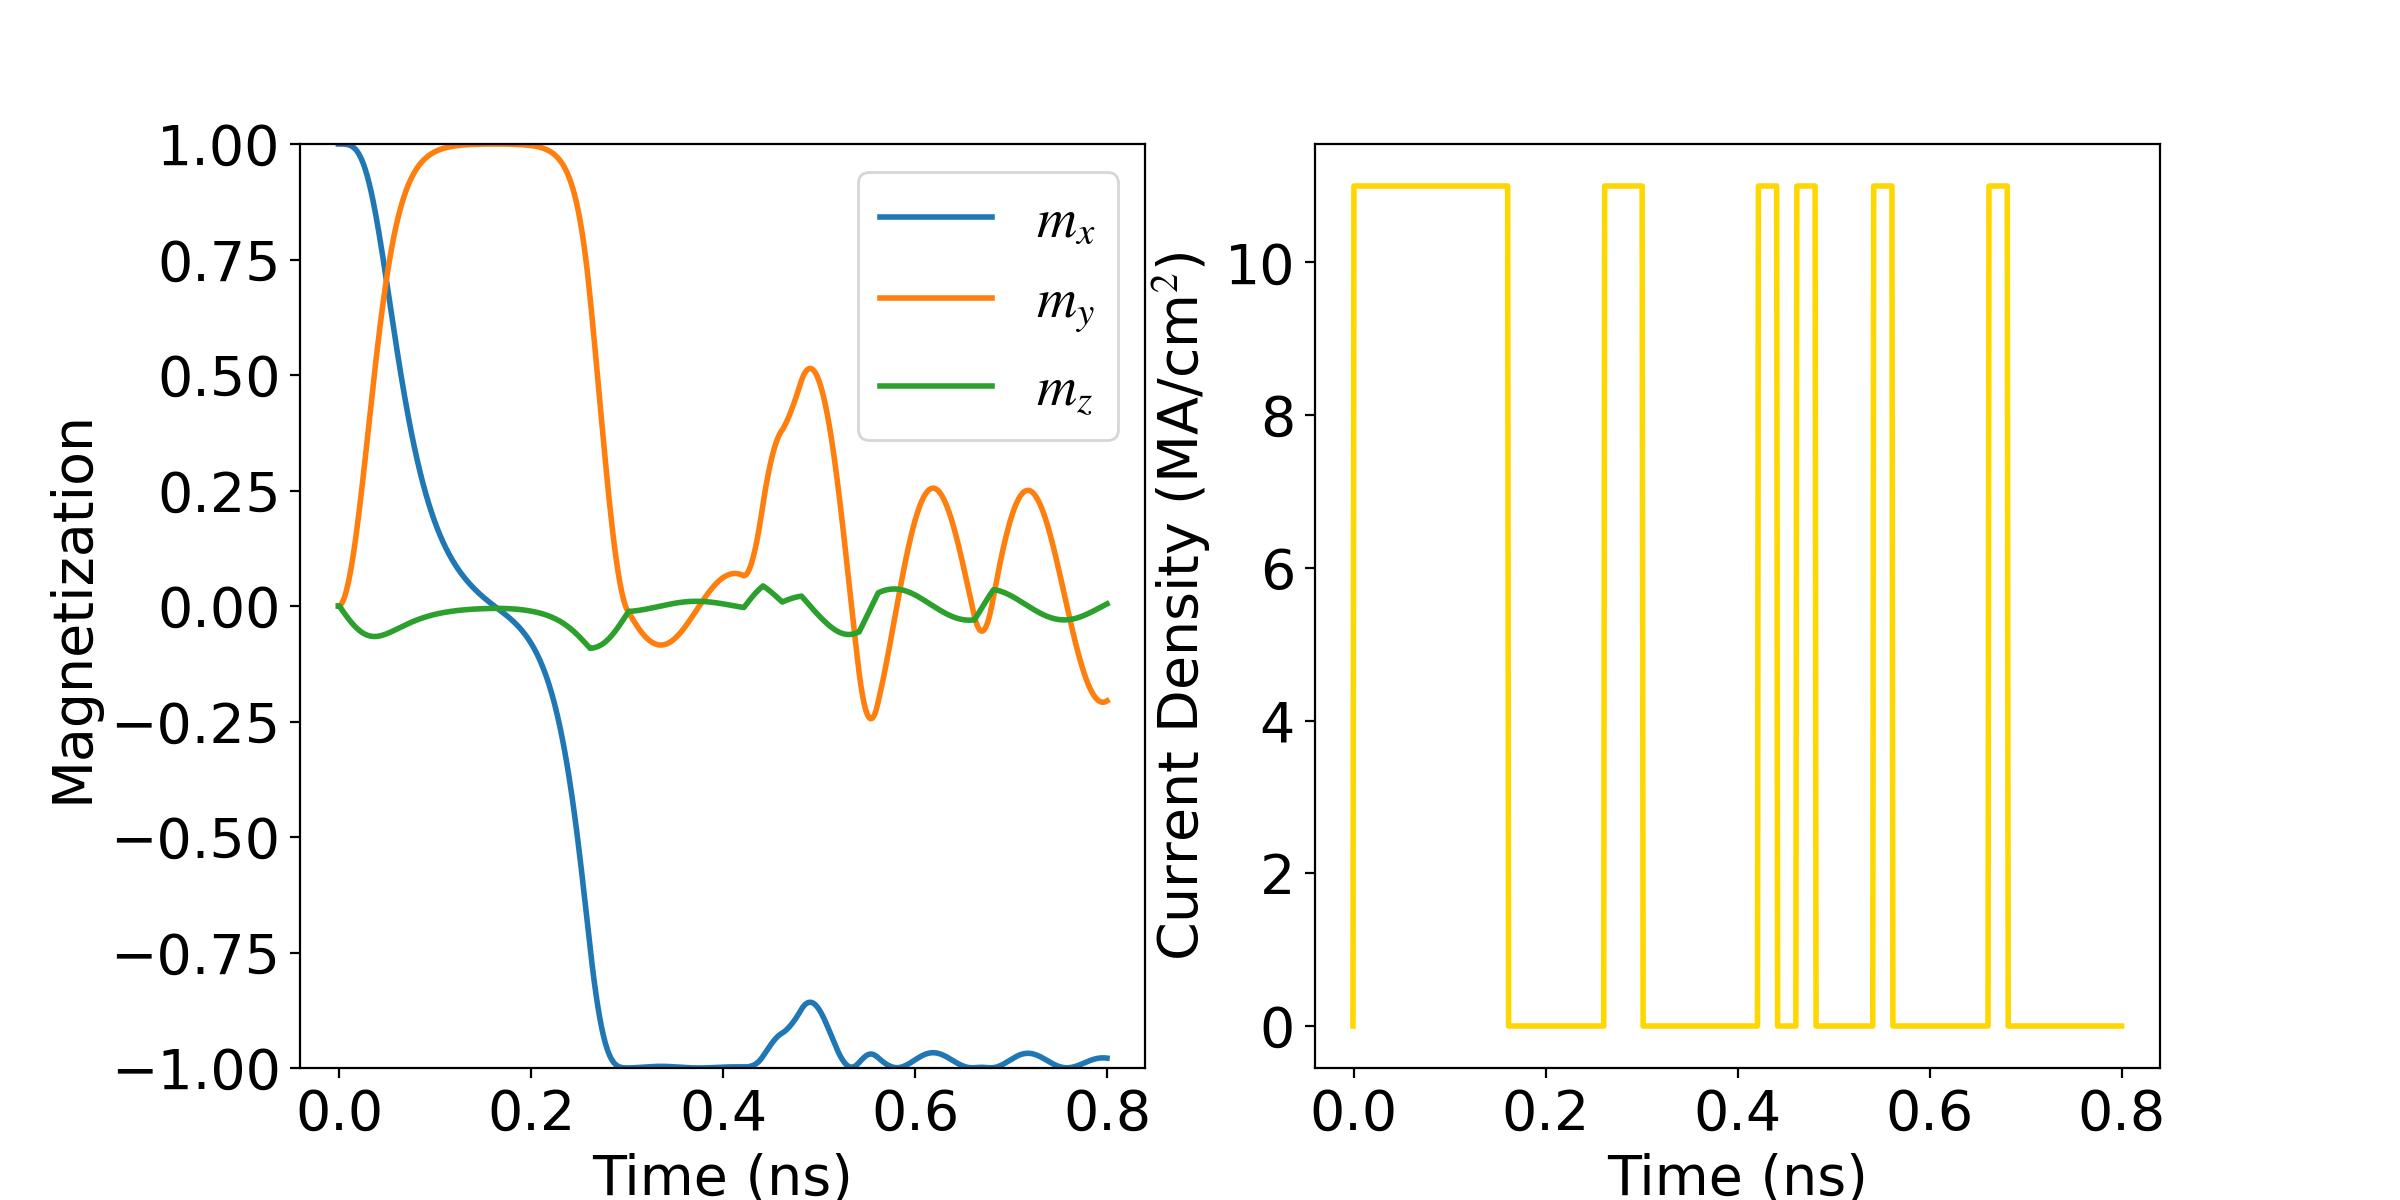 Magnetization
1.00
0.75
0.50
0.25
0.00
−0.25
−0.50
−0.75
−1.00
0.0 0.2 0.4 0.6 0.8
Time (ns)
m_x
m_y
m_z
Current Density (MA/cm²)
10
8
6
4
2
0
0.0 0.2 0.4 0.6 0.8
Time (ns)